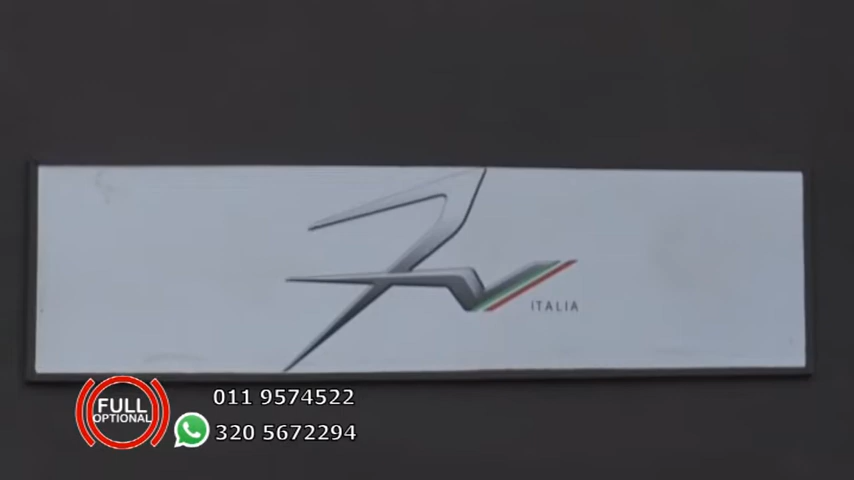 ITALIA
FULL
OPTIONAL
011 9574522
320 5672294